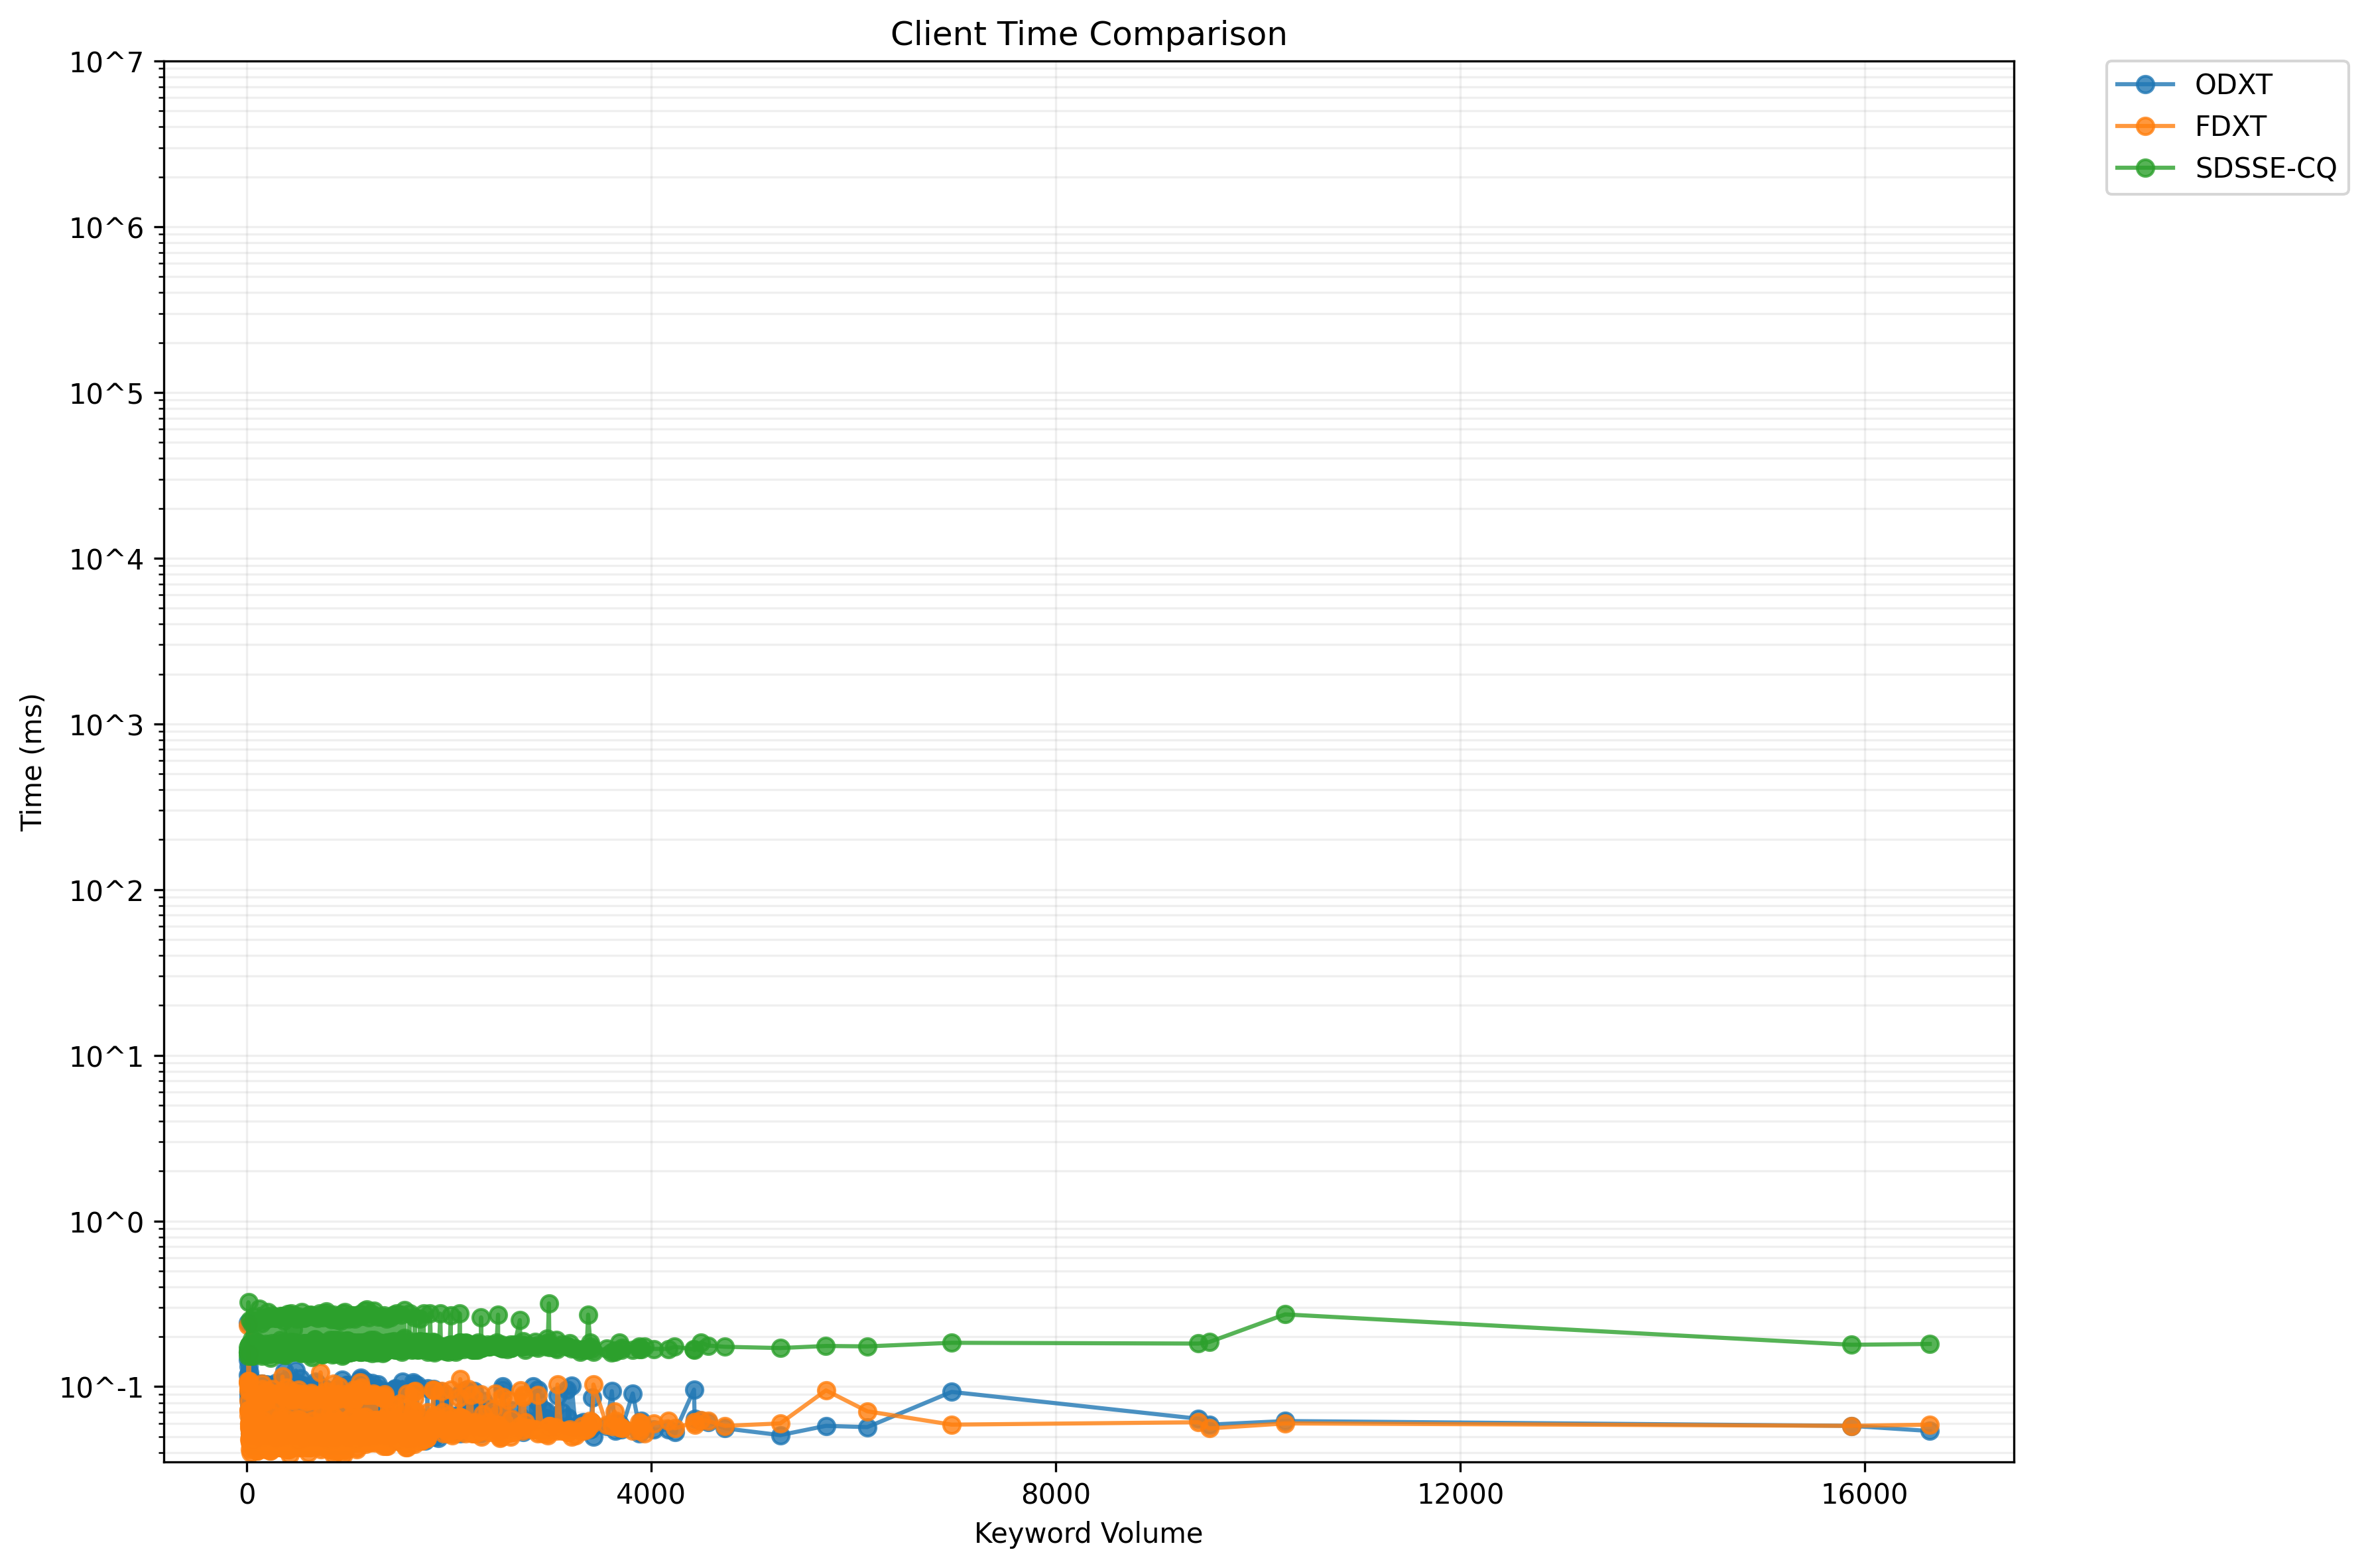 Client Time Comparison
10^7
10^6
10^5
10^4
10^3
10^2
10^1
10^0
10^-1
Time (ms)
0 4000 8000 12000 16000
Keyword Volume
ODXT
FDXT
SDSSE-CQ